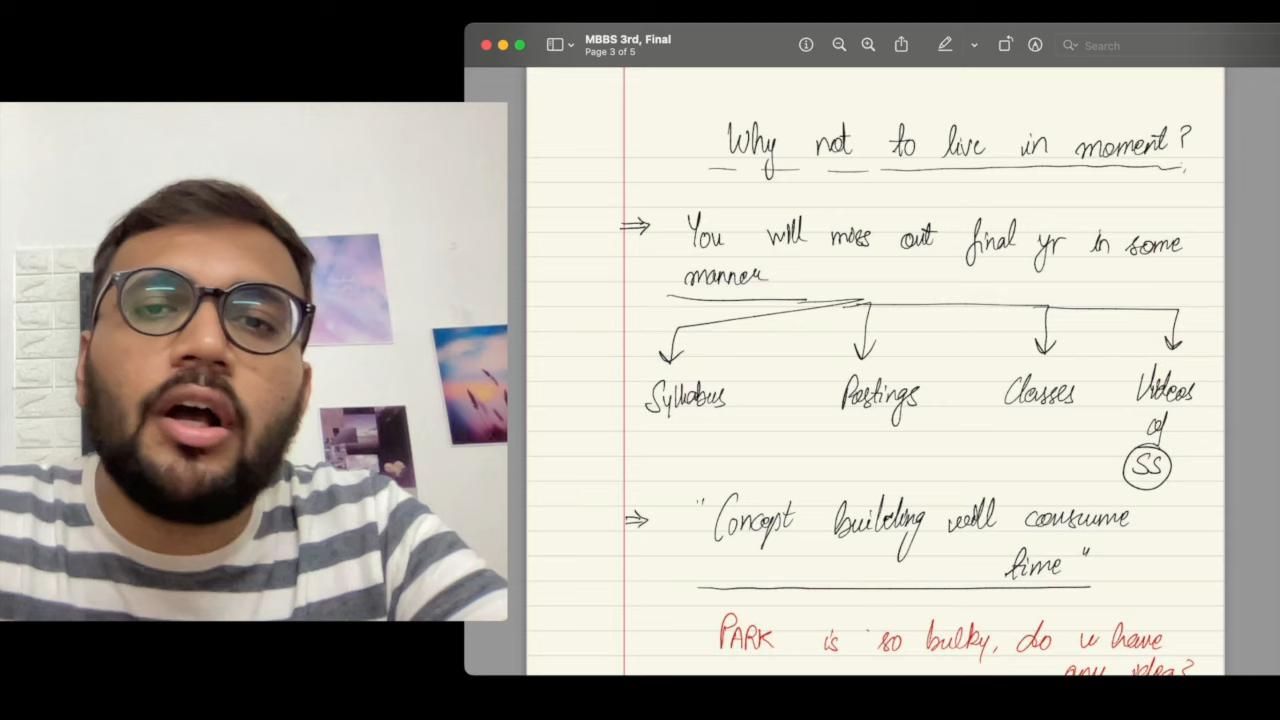 MBBS 3rd, Final
Page 3 of 5
Search
Why not to live in moment?
⇒ You will miss out final yr in some
manner
Syllabus Postings Classes Videos
of
SS
⇒ "Concept building will consume
time"
PARK is so bulky, do u have
any idea?